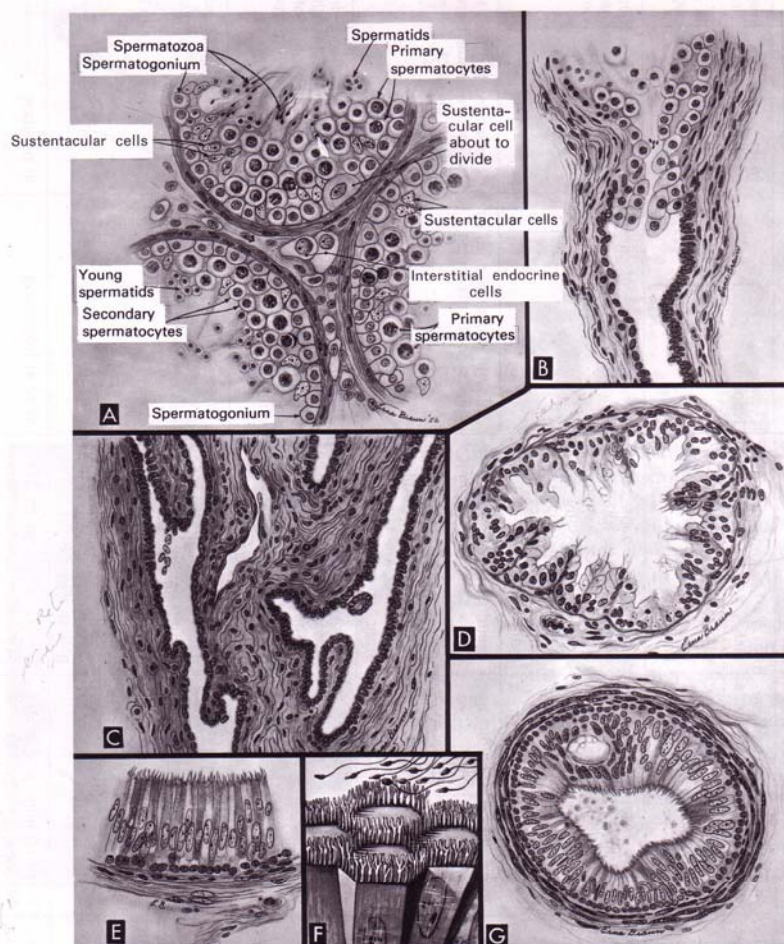 Spermatozoa
Spermatogonium
Spermatids
Primary
spermatocytes
Sustentacular cells
Sustenta-
cular cell
about to
divide
Sustentacular cells
Young
spermatids
Interstitial endocrine
cells
Secondary
spermatocytes
Primary
spermatocytes
Spermatogonium
A
B
C
D
E
F
G